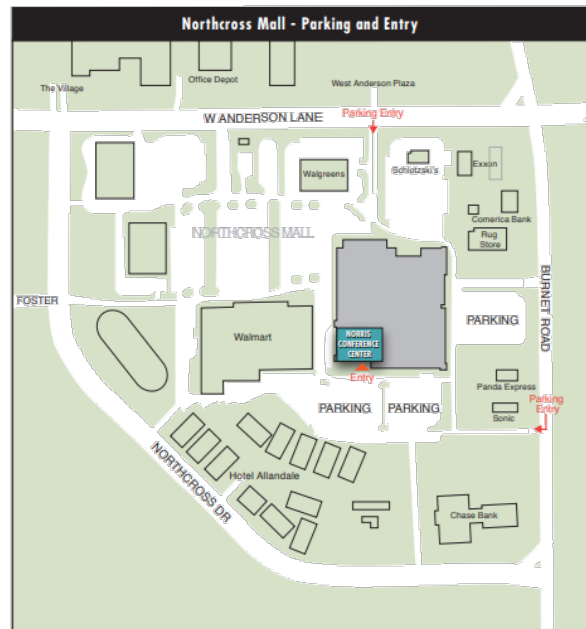 Northcross Mall - Parking and Entry
The Village
Office Depot
West Anderson Plaza
W ANDERSON LANE
Parking Entry
Walgreens
Schlotzski's
Exxon
Comerica Bank
Rug
Store
NORTHCROSS MALL
FOSTER
BURNET ROAD
Walmart
NORRIS
CONFERENCE
CENTER
Entry
PARKING
PARKING
PARKING
Panda Express
Sonic
Parking
Entry
NORTHCROSS DR
Hotel Allandale
Chase Bank